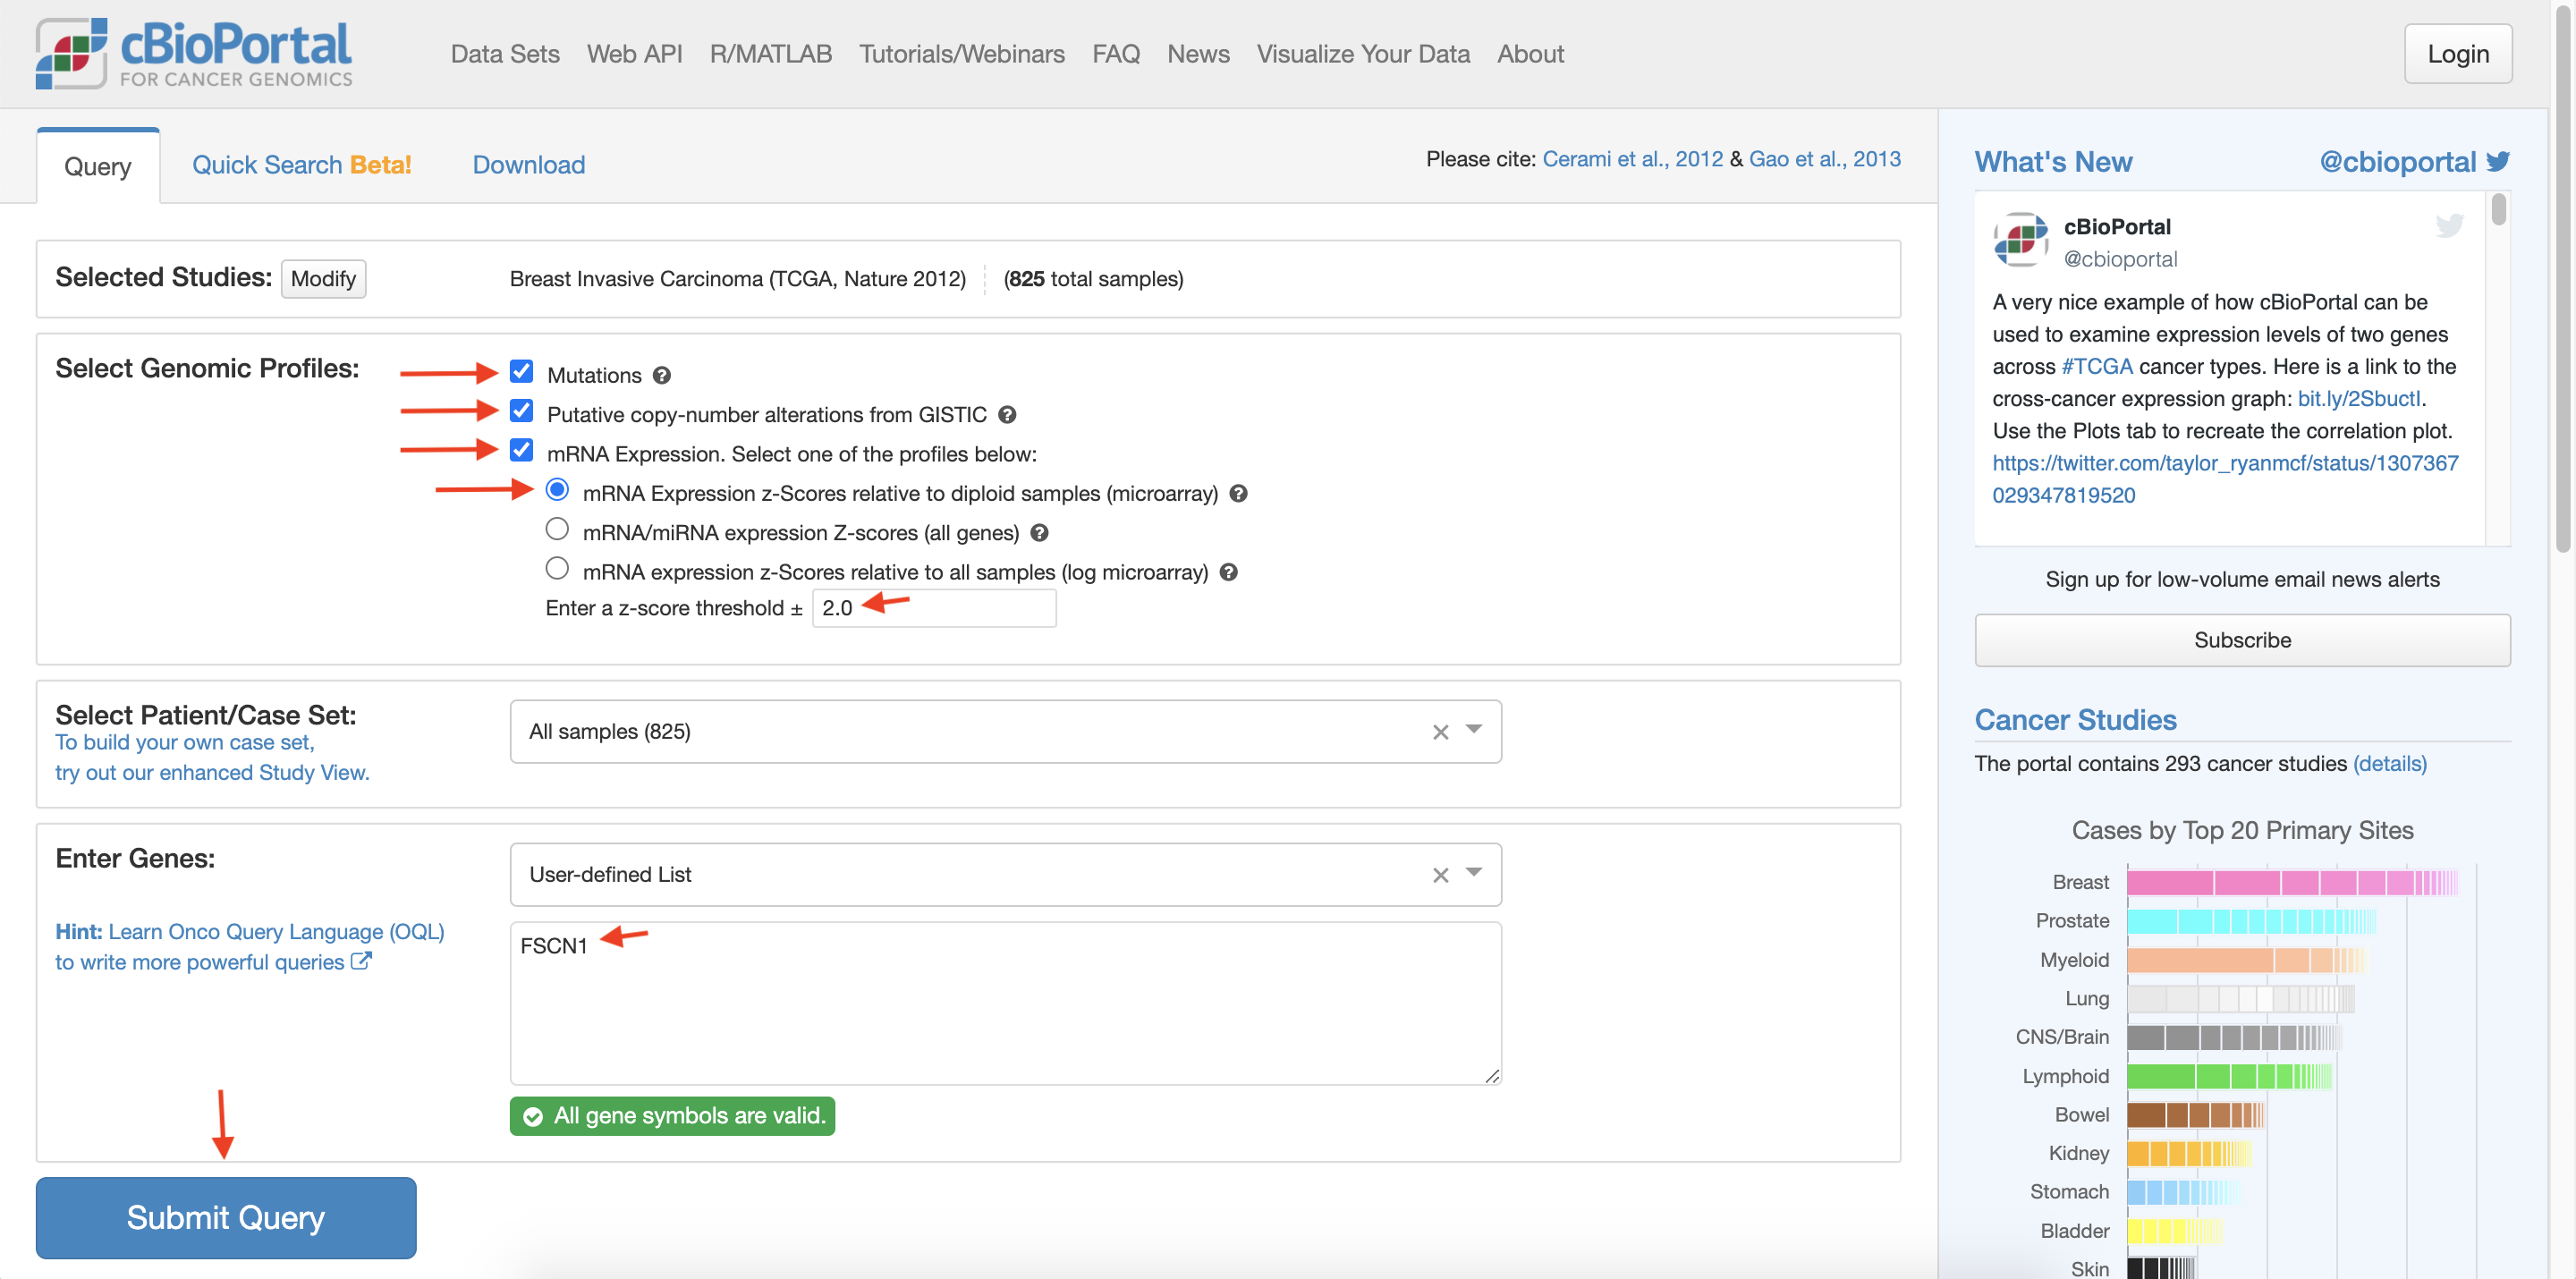 cBioPortal
FOR CANCER GENOMICS
Data Sets Web API R/MATLAB Tutorials/Webinars FAQ News Visualize Your Data About
Login
Query Quick Search Beta! Download
Please cite: Cerami et al., 2012 & Gao et al., 2013
Selected Studies: Modify Breast Invasive Carcinoma (TCGA, Nature 2012) (825 total samples)
Select Genomic Profiles:
Mutations
Putative copy-number alterations from GISTIC
mRNA Expression. Select one of the profiles below:
mRNA Expression z-Scores relative to diploid samples (microarray)
mRNA/miRNA expression Z-scores (all genes)
mRNA expression z-Scores relative to all samples (log microarray)
Enter a z-score threshold ± 2.0
Select Patient/Case Set:
To build your own case set,
try out our enhanced Study View.
All samples (825)
Enter Genes:
User-defined List
Hint: Learn Onco Query Language (OQL)
to write more powerful queries
FSCN1
All gene symbols are valid.
Submit Query
What's New @cbioportal
cBioPortal
@cbioportal
A very nice example of how cBioPortal can be
used to examine expression levels of two genes
across #TCGA cancer types. Here is a link to the
cross-cancer expression graph: bit.ly/2SbuctI.
Use the Plots tab to recreate the correlation plot.
https://twitter.com/taylor_ryanmcf/status/1307367
029347819520
Sign up for low-volume email news alerts
Subscribe
Cancer Studies
The portal contains 293 cancer studies (details)
Cases by Top 20 Primary Sites
Breast
Prostate
Myeloid
Lung
CNS/Brain
Lymphoid
Bowel
Kidney
Stomach
Bladder
Skin